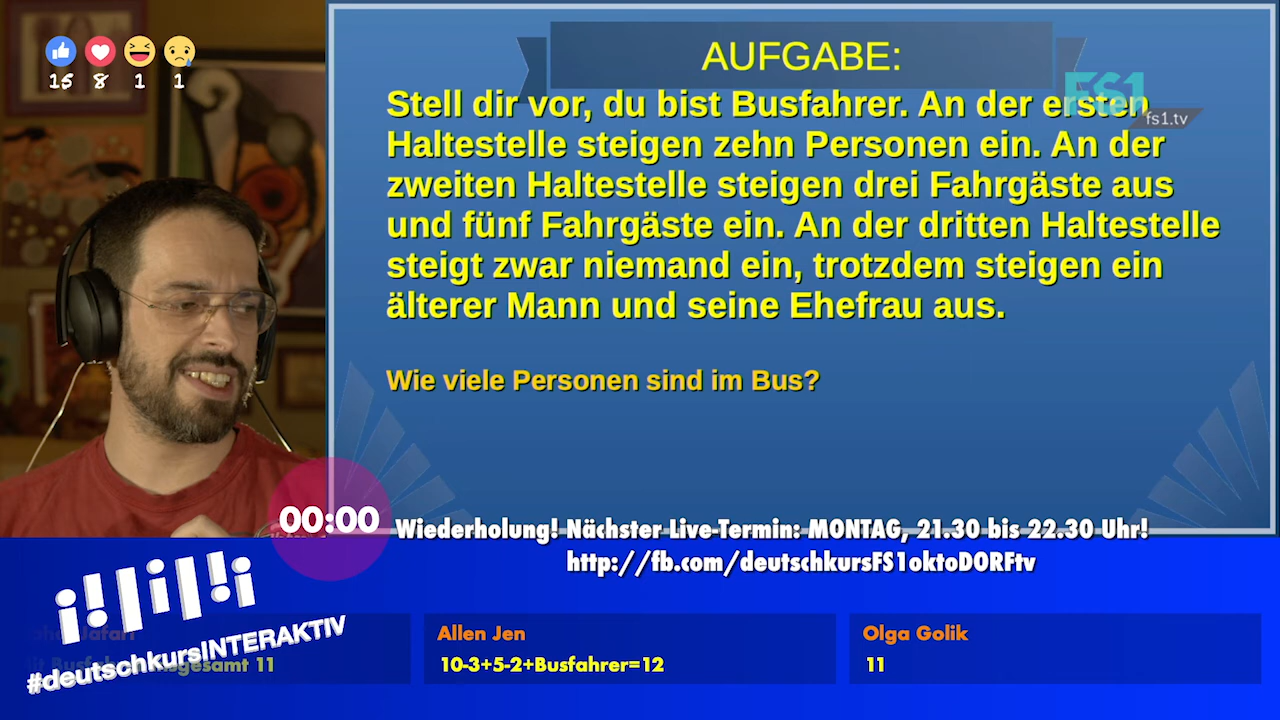 15 8 1 1
AUFGABE:
FS1
fs1.tv
Stell dir vor, du bist Busfahrer. An der ersten
Haltestelle steigen zehn Personen ein. An der
zweiten Haltestelle steigen drei Fahrgäste aus
und fünf Fahrgäste ein. An der dritten Haltestelle
steigt zwar niemand ein, trotzdem steigen ein
älterer Mann und seine Ehefrau aus.
Wie viele Personen sind im Bus?
00:00
Wiederholung! Nächster Live-Termin: MONTAG, 21.30 bis 22.30 Uhr!
http://fb.com/deutschkursFS1oktoDORFtv
#deutschkursINTERAKTIV
11
Allen Jen
10-3+5-2+Busfahrer=12
Olga Golik
11